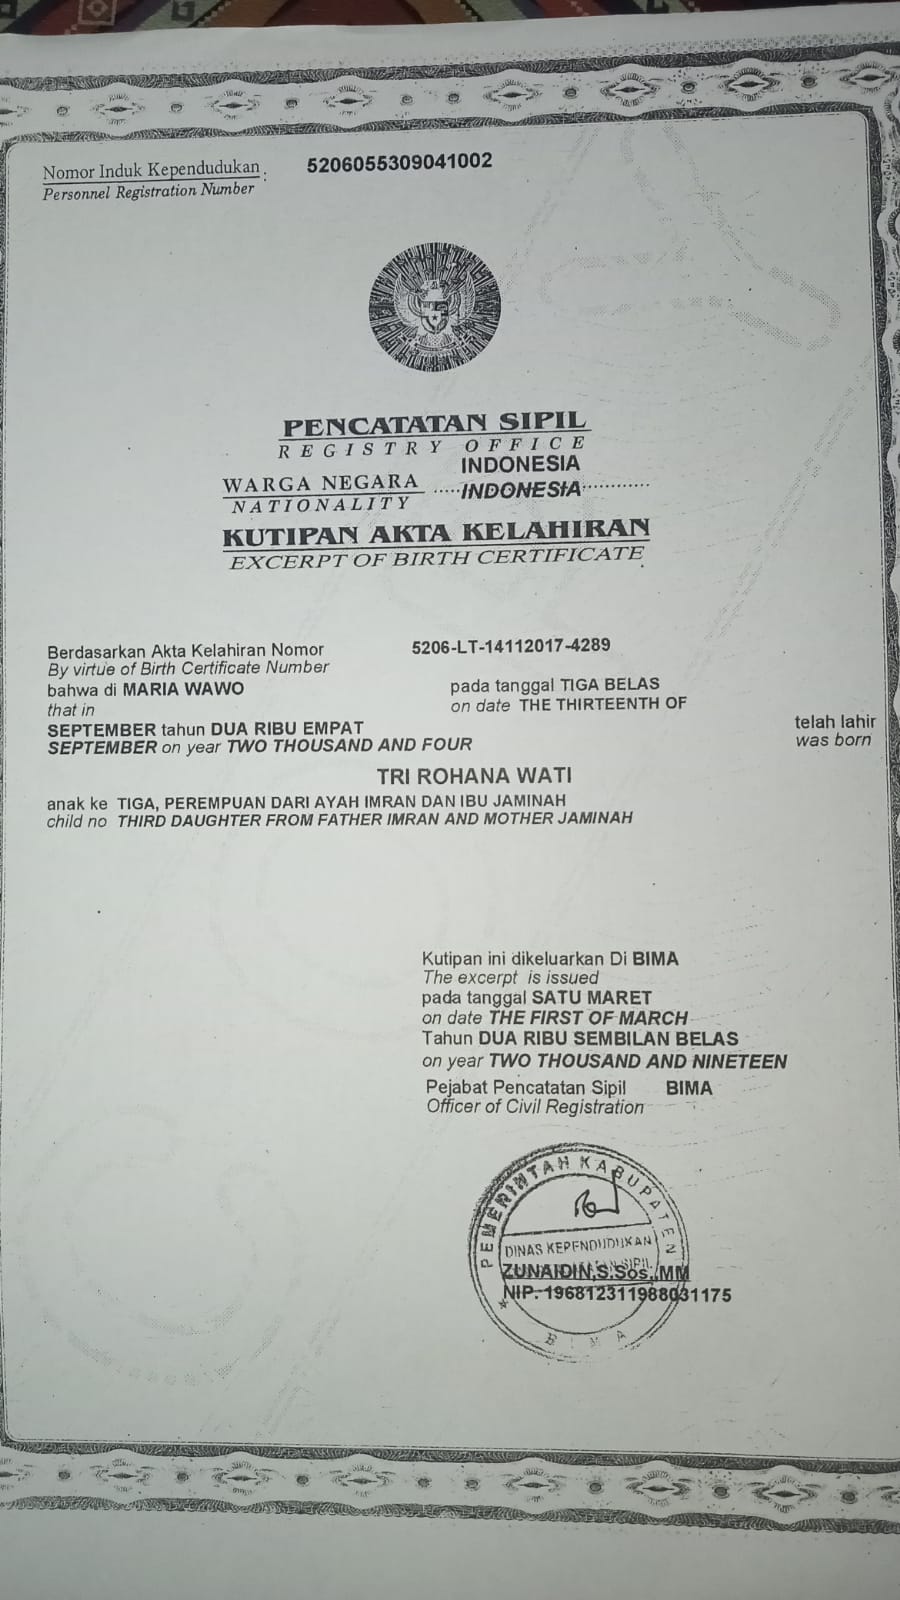 Nomor Induk Kependudukan : 5206055309041002
Personnel Registration Number
PENCATATAN SIPIL
REGISTRY OFFICE
INDONESIA
WARGA NEGARA
.....INDONESIA............
NATIONALITY
KUTIPAN AKTA KELAHIRAN
EXCERPT OF BIRTH CERTIFICATE
Berdasarkan Akta Kelahiran Nomor 5206-LT-14112017-4289
By virtue of Birth Certificate Number
bahwa di MARIA WAWO pada tanggal TIGA BELAS
that in on date THE THIRTEENTH OF
SEPTEMBER tahun DUA RIBU EMPAT telah lahir
SEPTEMBER on year TWO THOUSAND AND FOUR was born
TRI ROHANA WATI
anak ke TIGA, PEREMPUAN DARI AYAH IMRAN DAN IBU JAMINAH
child no THIRD DAUGHTER FROM FATHER IMRAN AND MOTHER JAMINAH
Kutipan ini dikeluarkan Di BIMA
The excerpt is issued
pada tanggal SATU MARET
on date THE FIRST OF MARCH
Tahun DUA RIBU SEMBILAN BELAS
on year TWO THOUSAND AND NINETEEN
Pejabat Pencatatan Sipil BIMA
Officer of Civil Registration
PEMERINTAH KABUPATEN
DINAS KEPENDUDUKAN
SIPIL
ZUNAIDIN,S.Sos.,MM
NIP. 196812311988031175
BIMA